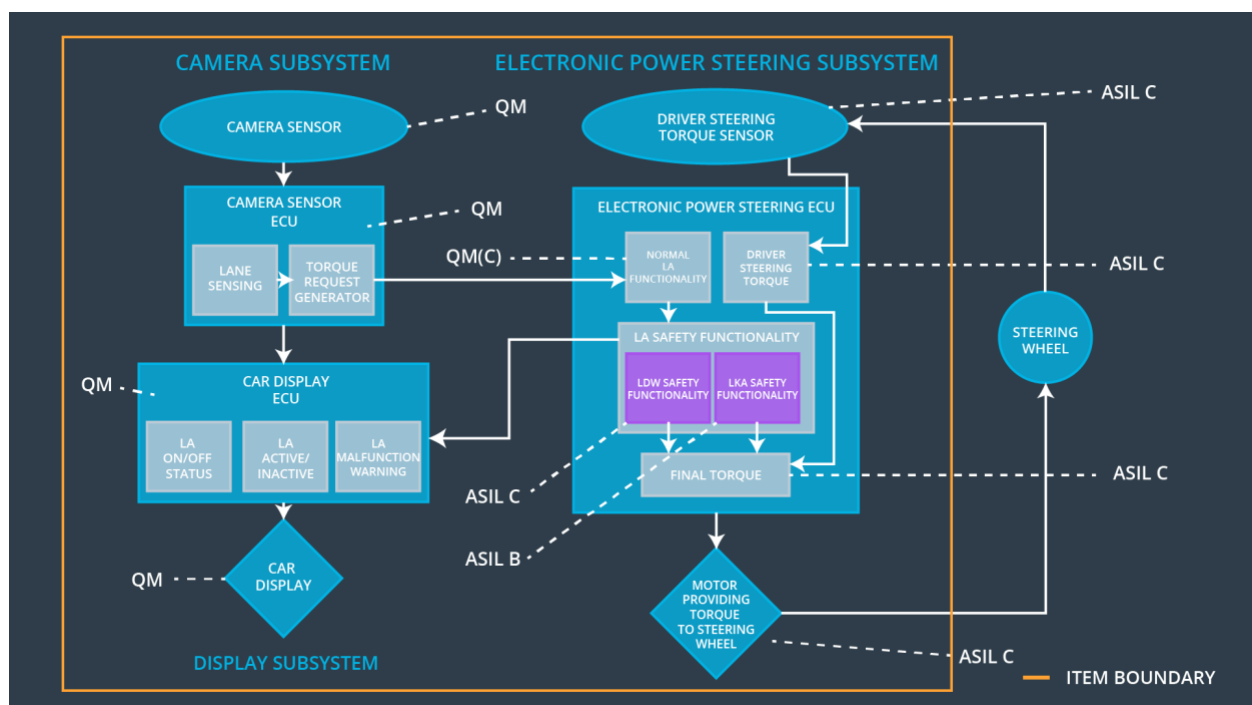 CAMERA SUBSYSTEM
ELECTRONIC POWER STEERING SUBSYSTEM
CAMERA SENSOR
QM
DRIVER STEERING
TORQUE SENSOR
ASIL C
CAMERA SENSOR
ECU
QM
LANE
SENSING
TORQUE
REQUEST
GENERATOR
ELECTRONIC POWER STEERING ECU
QM(C)
NORMAL
LA
FUNCTIONALITY
DRIVER
STEERING
TORQUE
ASIL C
LA SAFETY FUNCTIONALITY
LDW SAFETY
FUNCTIONALITY
LKA SAFETY
FUNCTIONALITY
STEERING
WHEEL
QM
CAR DISPLAY
ECU
LA
ON/OFF
STATUS
LA
ACTIVE/
INACTIVE
LA
MALFUNCTION
WARNING
FINAL TORQUE
ASIL C
ASIL C
ASIL B
QM
CAR
DISPLAY
MOTOR
PROVIDING
TORQUE
TO STEERING
WHEEL
ASIL C
DISPLAY SUBSYSTEM
ITEM BOUNDARY